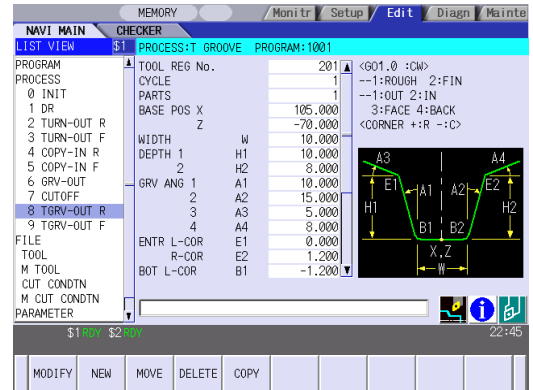 MEMORY Monitr Setup Edit Diagn Mainte
NAVI MAIN CHECKER
LIST VIEW $1 PROCESS:T GROOVE PROGRAM:1001
PROGRAM
PROCESS
0 INIT
1 DR
2 TURN-OUT R
3 TURN-OUT F
4 COPY-IN R
5 COPY-IN F
6 GRV-OUT
7 CUTOFF
8 TGRV-OUT R
9 TGRV-OUT F
FILE
TOOL
M TOOL
CUT CONDTN
M CUT CONDTN
PARAMETER
TOOL REG No. 201
CYCLE 1
PARTS 1
BASE POS X 105.000
Z -70.000
WIDTH W 10.000
DEPTH 1 H1 10.000
2 H2 8.000
GRV ANG 1 A1 10.000
2 A2 15.000
3 A3 5.000
4 A4 8.000
ENTR L-COR E1 0.000
R-COR E2 1.200
BOT L-COR B1 -1.200
<G01.0 :CW>
--1:ROUGH 2:FIN
--1:OUT 2:IN
3:FACE 4:BACK
<CORNER +:R -:C>
A3 A4
E1 A1 A2 E2
H1 H2
B1 B2
X,Z
W
$1 RDY $2 RDY 22:45
MODIFY NEW MOVE DELETE COPY